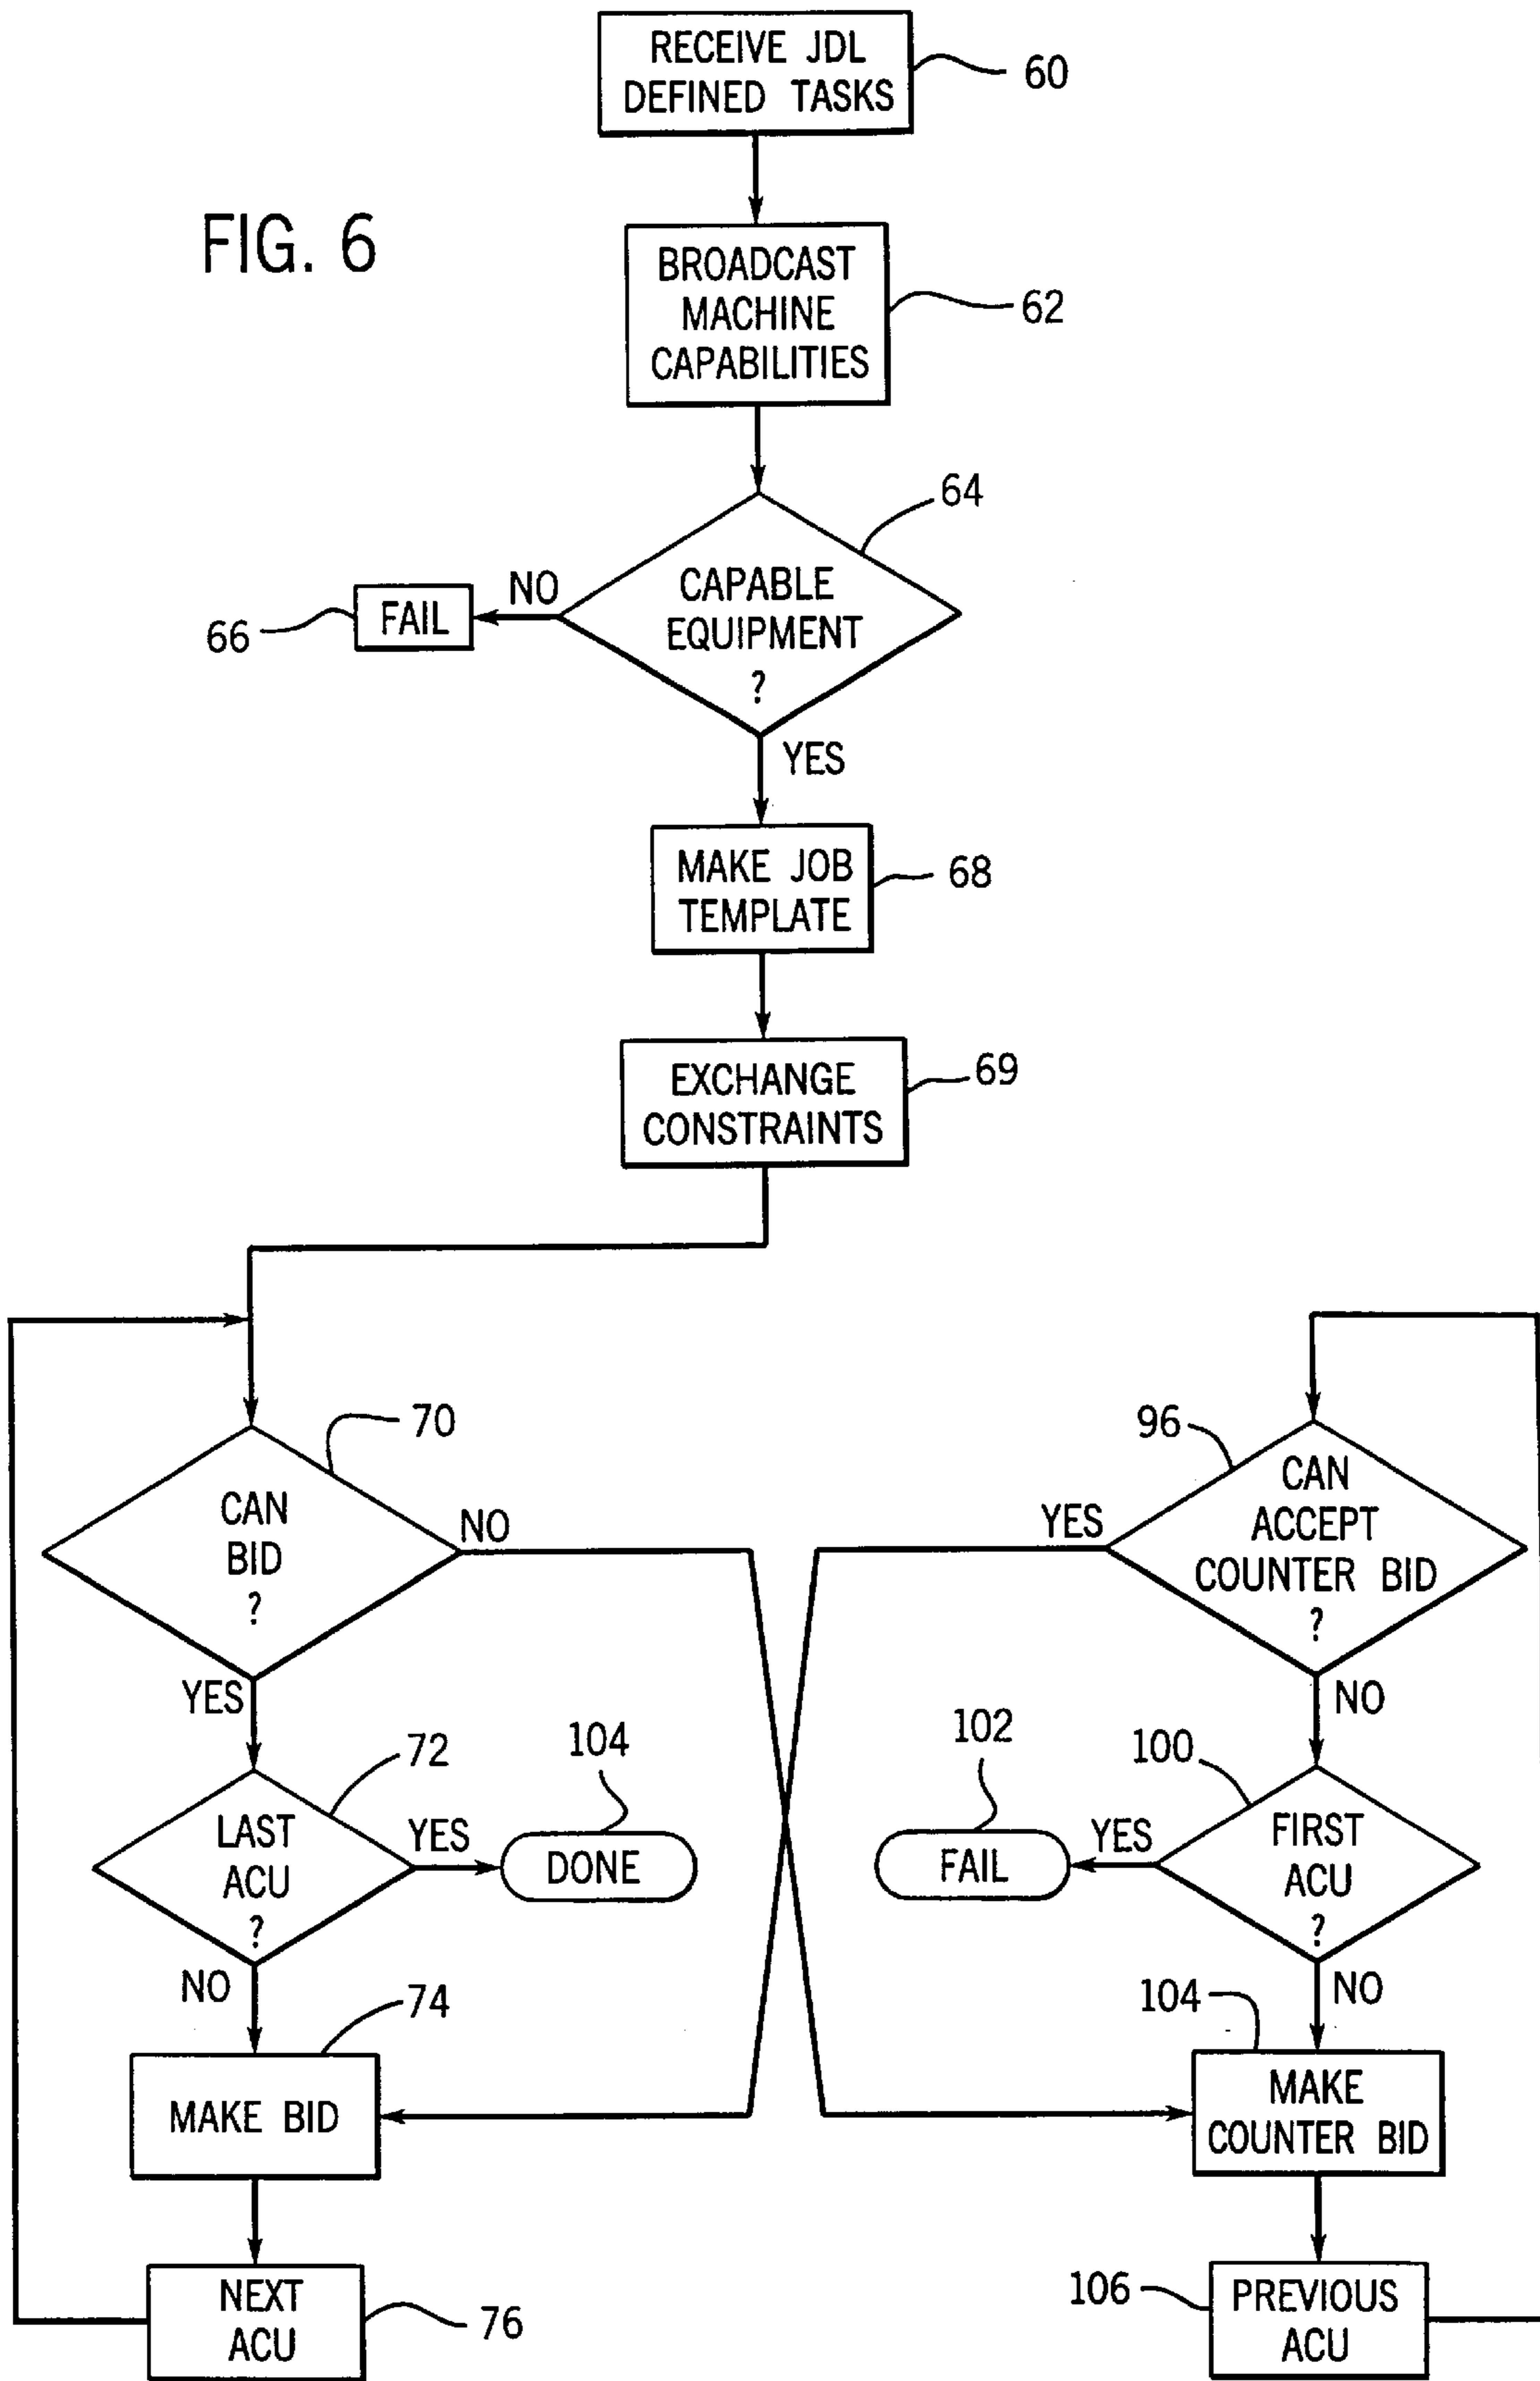 RECEIVE JDL
DEFINED TASKS
60
FIG. 6
BROADCAST
MACHINE
CAPABILITIES
62
64
CAPABLE
EQUIPMENT
?
NO
FAIL
66
YES
MAKE JOB
TEMPLATE
68
EXCHANGE
CONSTRAINTS
69
70
CAN
BID
?
NO
YES
96
CAN
ACCEPT
COUNTER BID
?
YES
NO
72
LAST
ACU
?
YES
104
DONE
NO
102
FAIL
YES
100
FIRST
ACU
?
NO
74
MAKE BID
104
MAKE
COUNTER BID
NEXT
ACU
76
106
PREVIOUS
ACU